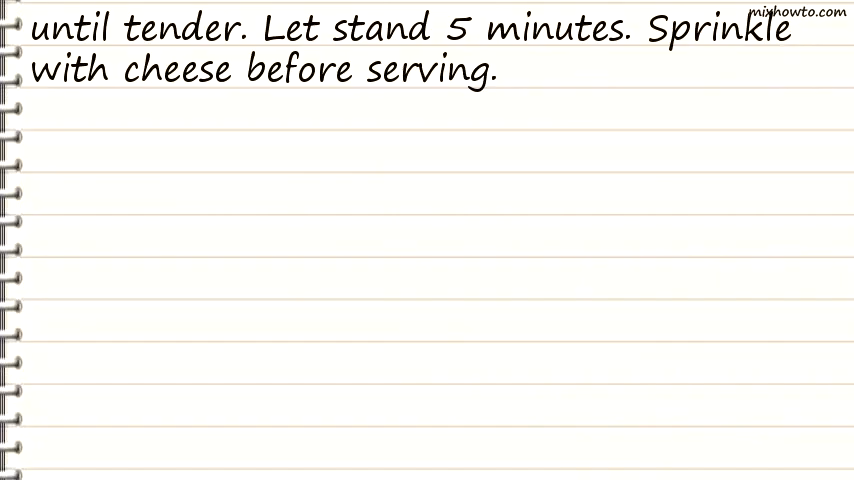 mixhowto.com
until tender. Let stand 5 minutes. Sprinkle
with cheese before serving.